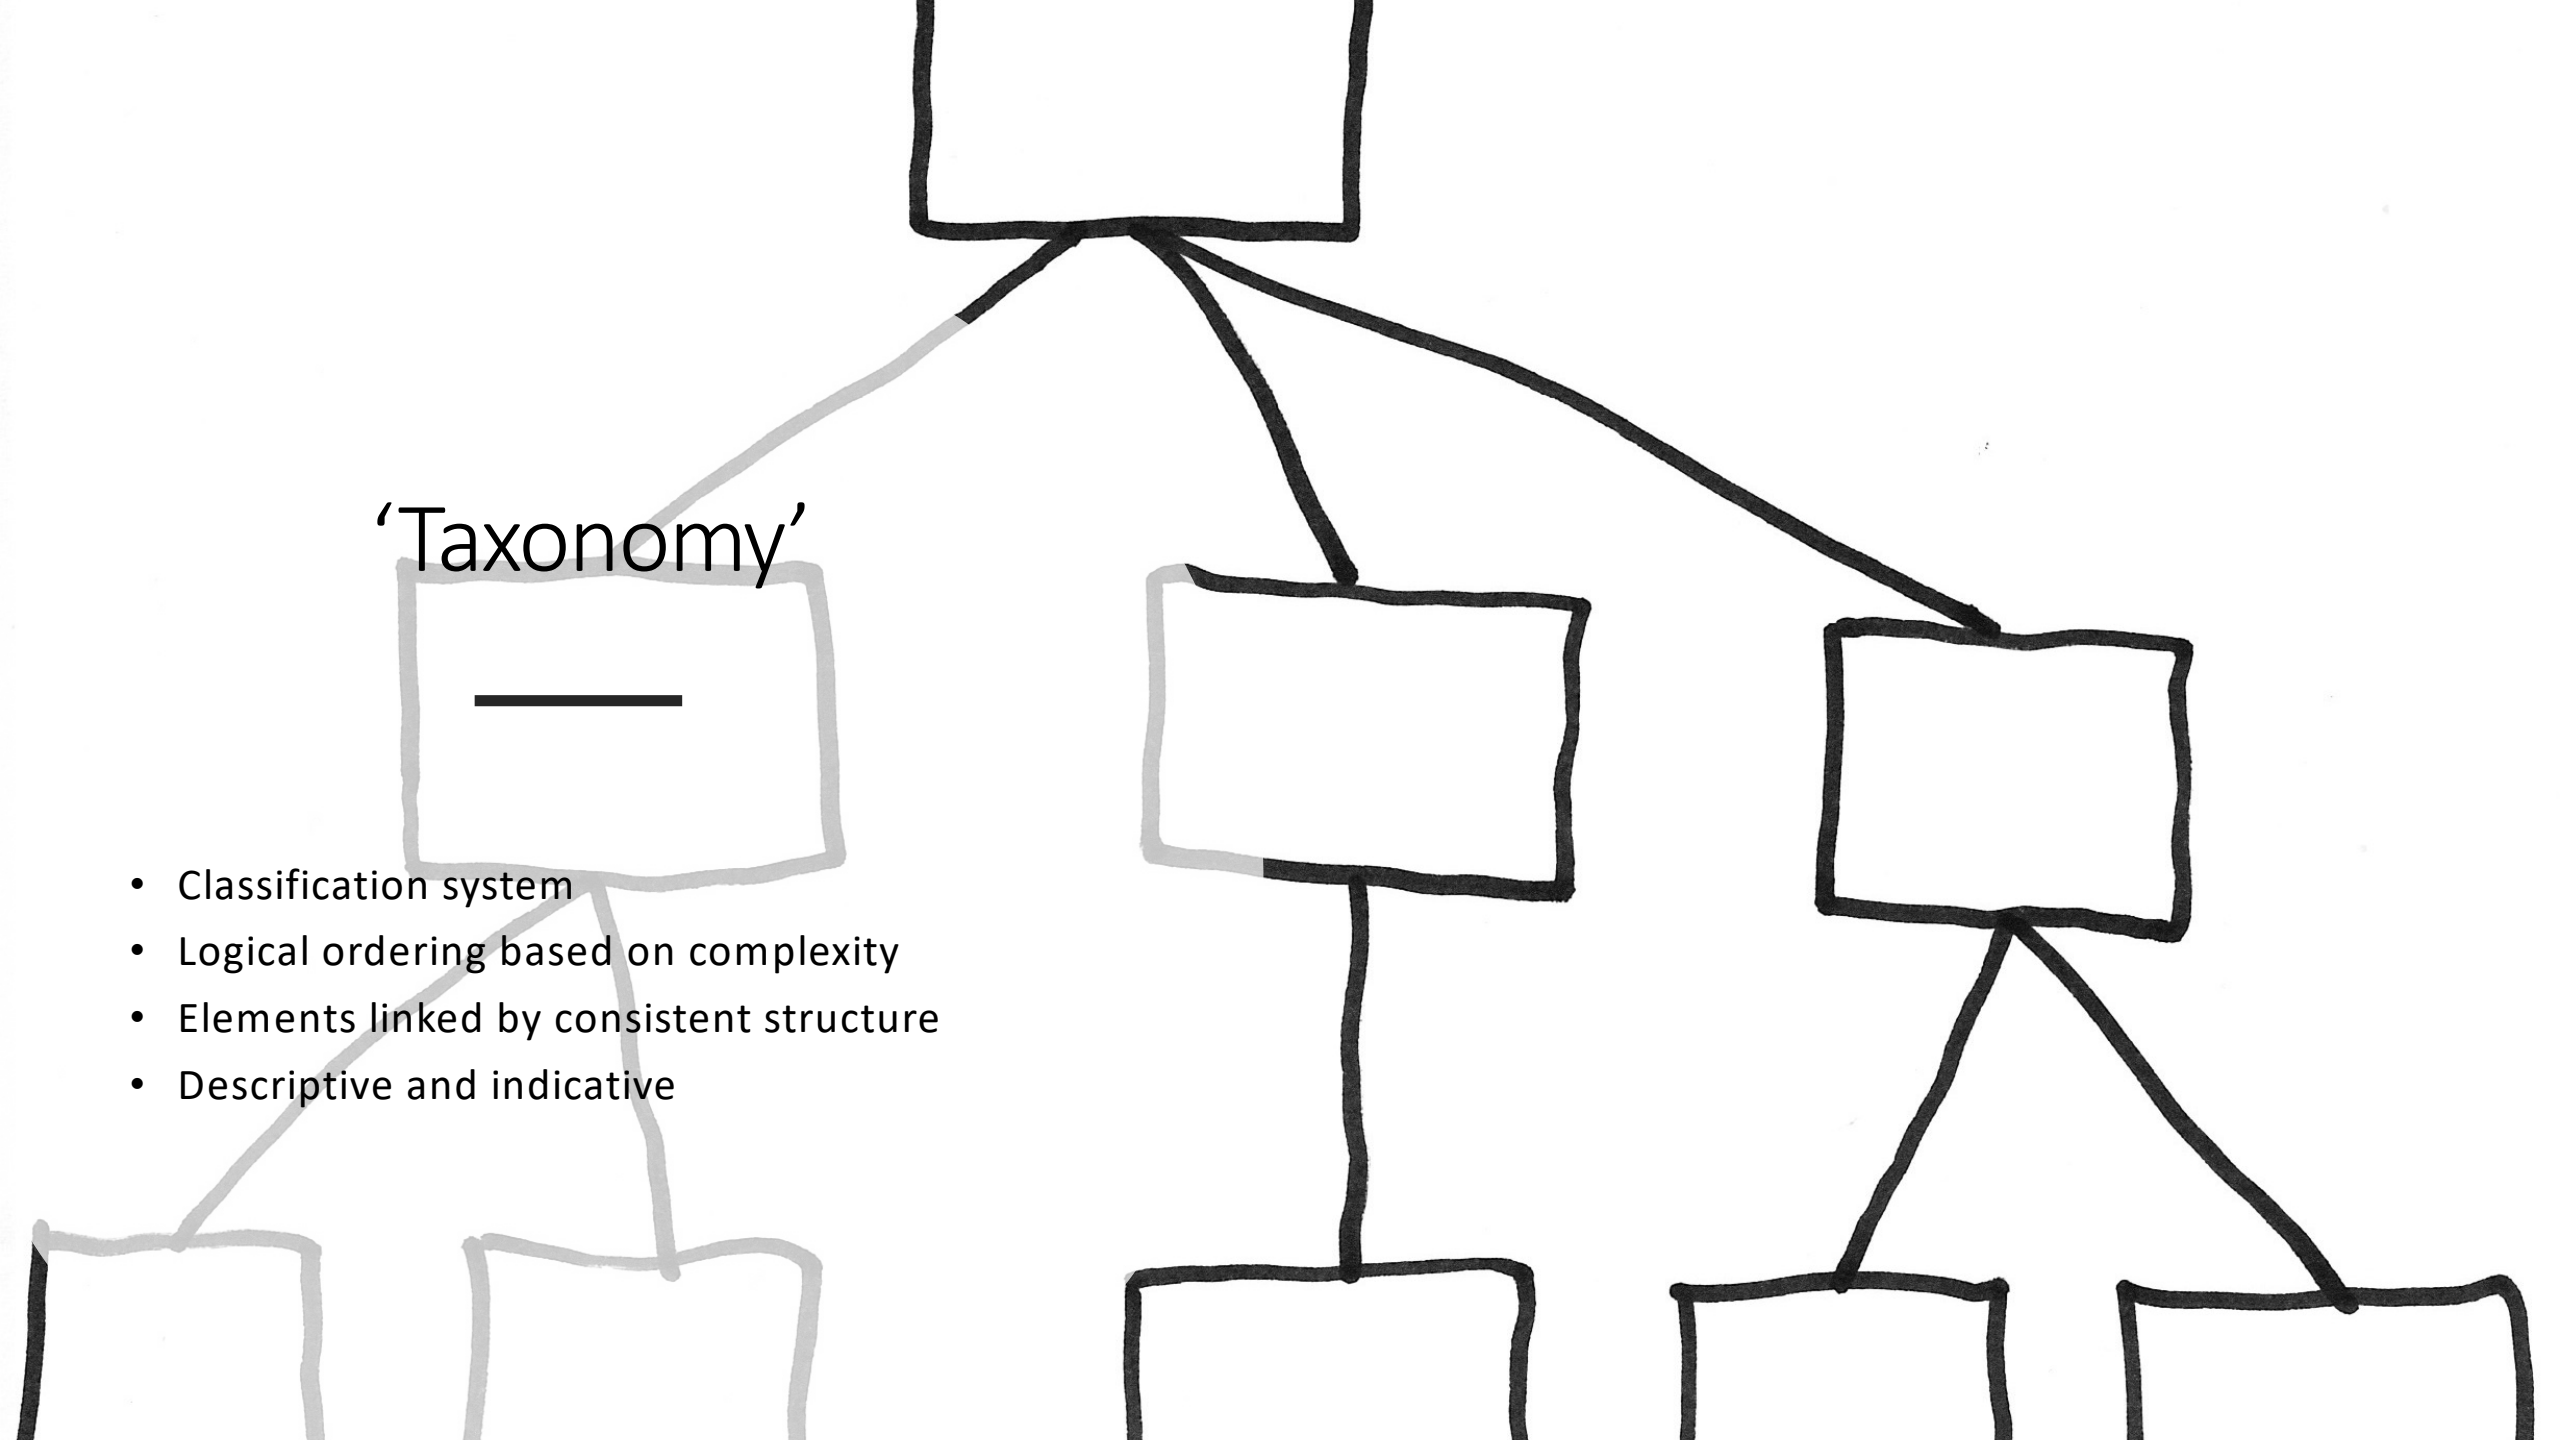 ‘Taxonomy’
• Classification system
• Logical ordering based on complexity
• Elements linked by consistent structure
• Descriptive and indicative